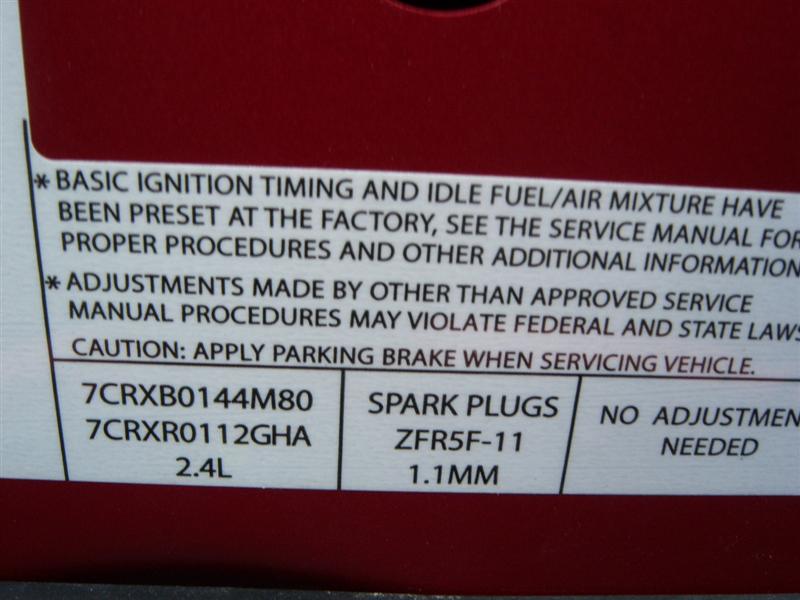 * BASIC IGNITION TIMING AND IDLE FUEL/AIR MIXTURE HAVE
BEEN PRESET AT THE FACTORY, SEE THE SERVICE MANUAL FOR
PROPER PROCEDURES AND OTHER ADDITIONAL INFORMATION
* ADJUSTMENTS MADE BY OTHER THAN APPROVED SERVICE
MANUAL PROCEDURES MAY VIOLATE FEDERAL AND STATE LAWS
CAUTION: APPLY PARKING BRAKE WHEN SERVICING VEHICLE.
7CRXB0144M80
7CRXR0112GHA
2.4L
SPARK PLUGS
ZFR5F-11
1.1MM
NO ADJUSTMEN
NEEDED